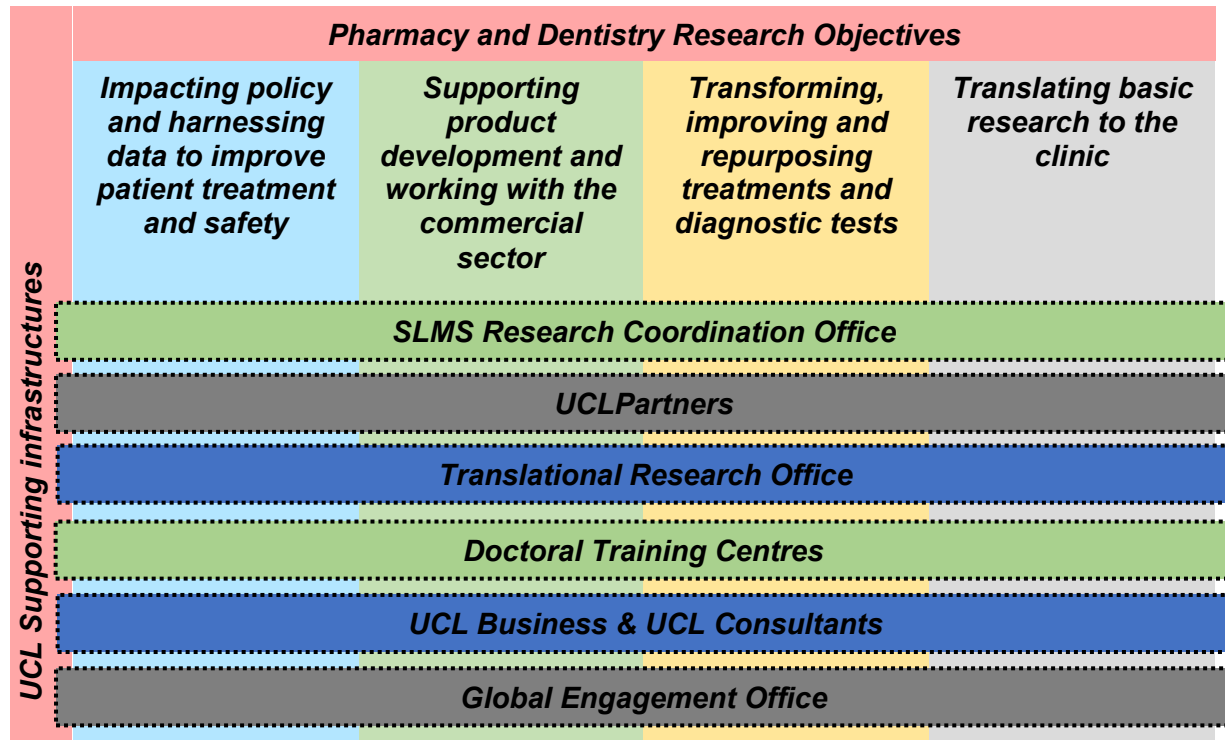 Pharmacy and Dentistry Research Objectives
Impacting policy
and harnessing
data to improve
patient treatment
and safety
Supporting
product
development and
working with the
commercial
sector
Transforming,
improving and
repurposing
treatments and
diagnostic tests
Translating basic
research to the
clinic
UCL Supporting infrastructures
SLMS Research Coordination Office
UCLPartners
Translational Research Office
Doctoral Training Centres
UCL Business & UCL Consultants
Global Engagement Office